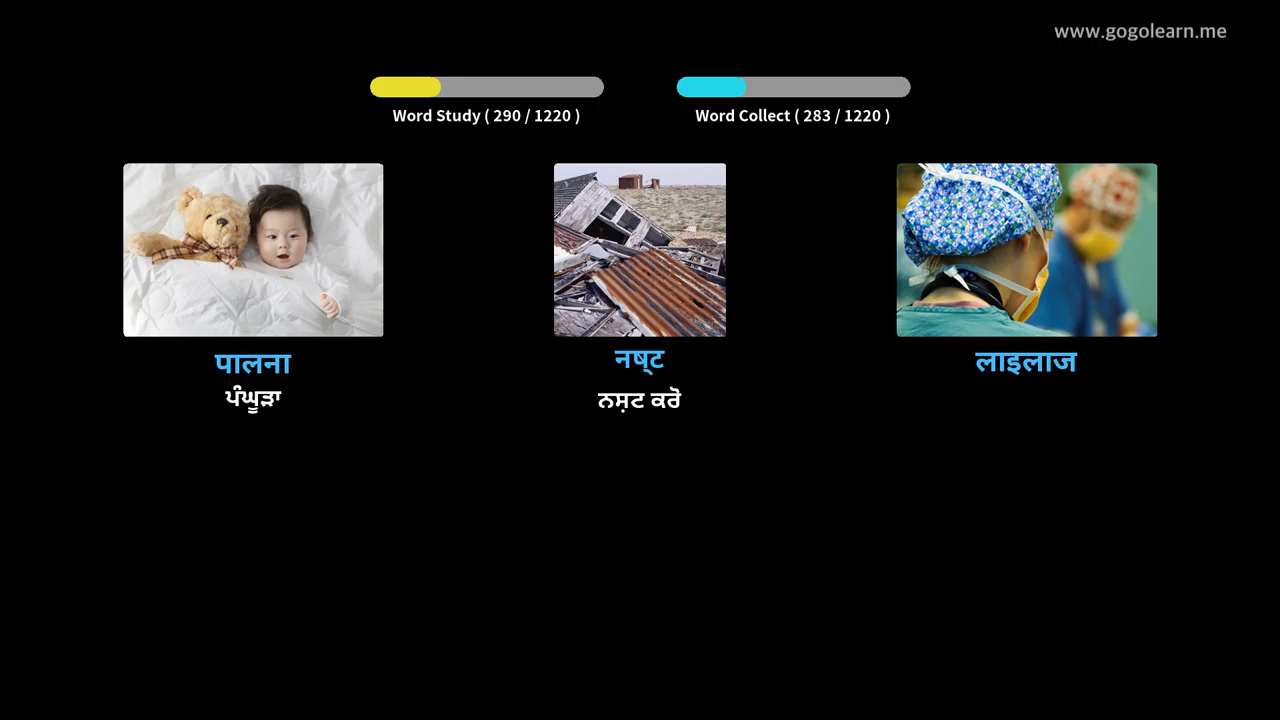 www.gogolearn.me
Word Study ( 290 / 1220 )
Word Collect ( 283 / 1220 )
पालना
नष्ट
लाइलाज
ਪੰਘੂੜਾ
ਨਸ਼ਟ ਕਰੋ